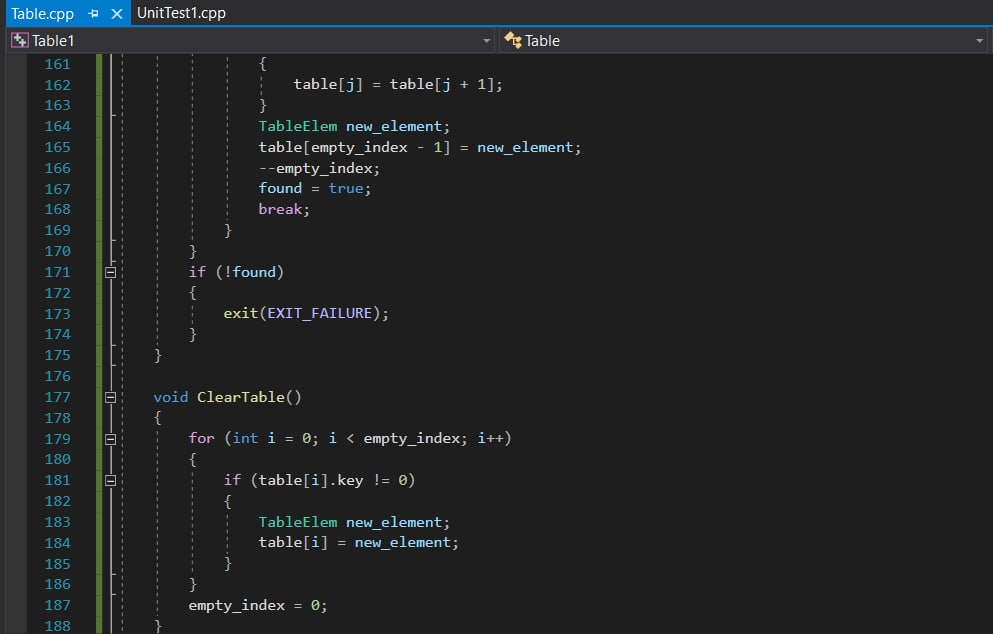 Table.cpp UnitTest1.cpp
Table1 Table
161 {
162 table[j] = table[j + 1];
163 }
164 TableElem new_element;
165 table[empty_index - 1] = new_element;
166 --empty_index;
167 found = true;
168 break;
169 }
170 }
171 if (!found)
172 {
173 exit(EXIT_FAILURE);
174 }
175 }
176
177 void ClearTable()
178 {
179 for (int i = 0; i < empty_index; i++)
180 {
181 if (table[i].key != 0)
182 {
183 TableElem new_element;
184 table[i] = new_element;
185 }
186 }
187 empty_index = 0;
188 }